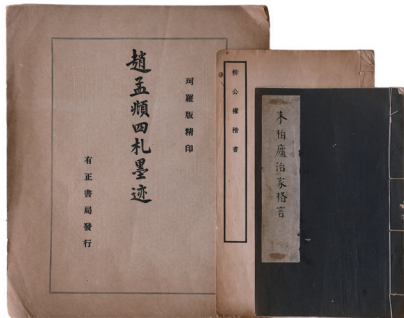 珂羅版精印
趙孟頫四札墨迹
有正書局發行
柳公權楷書
朱柏廬治家格言